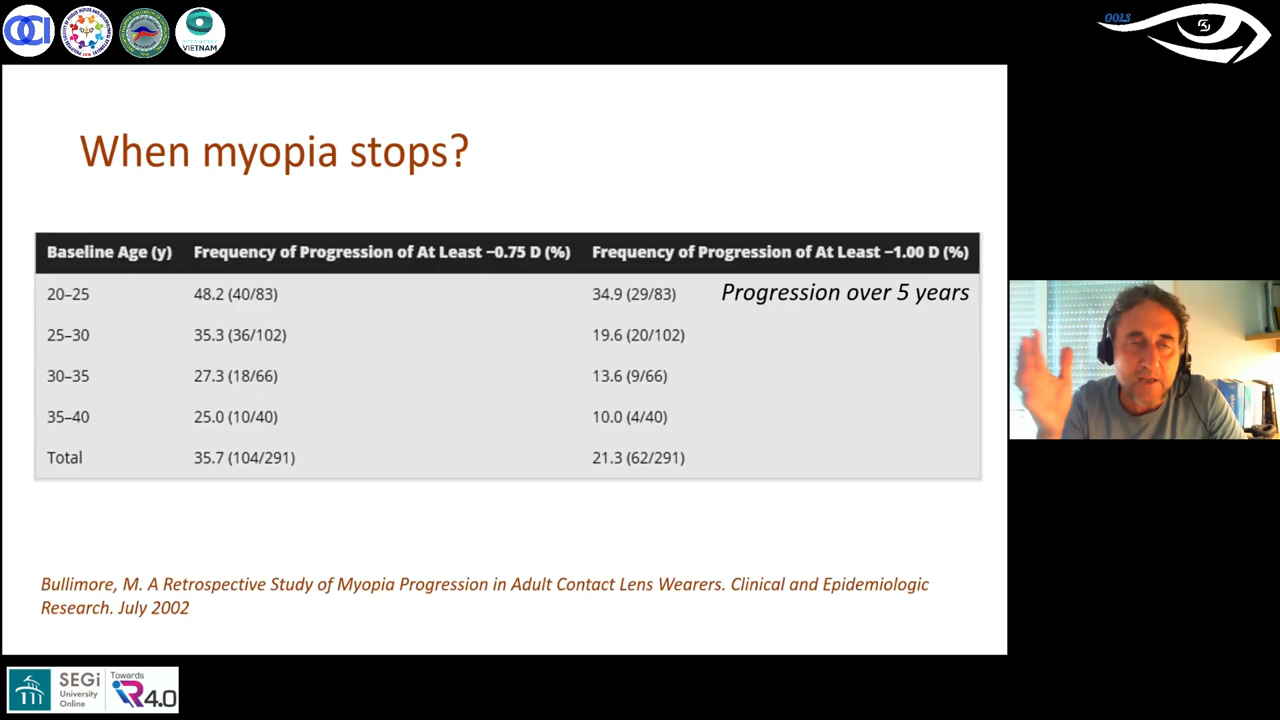 OCI
VIETNAM
OOLS
When myopia stops?
Baseline Age (y) Frequency of Progression of At Least −0.75 D (%) Frequency of Progression of At Least −1.00 D (%)
20–25 48.2 (40/83) 34.9 (29/83) Progression over 5 years
25–30 35.3 (36/102) 19.6 (20/102)
30–35 27.3 (18/66) 13.6 (9/66)
35–40 25.0 (10/40) 10.0 (4/40)
Total 35.7 (104/291) 21.3 (62/291)
Bullimore, M. A Retrospective Study of Myopia Progression in Adult Contact Lens Wearers. Clinical and Epidemiologic
Research. July 2002
SEGi
University
Online
Towards
iR4.0